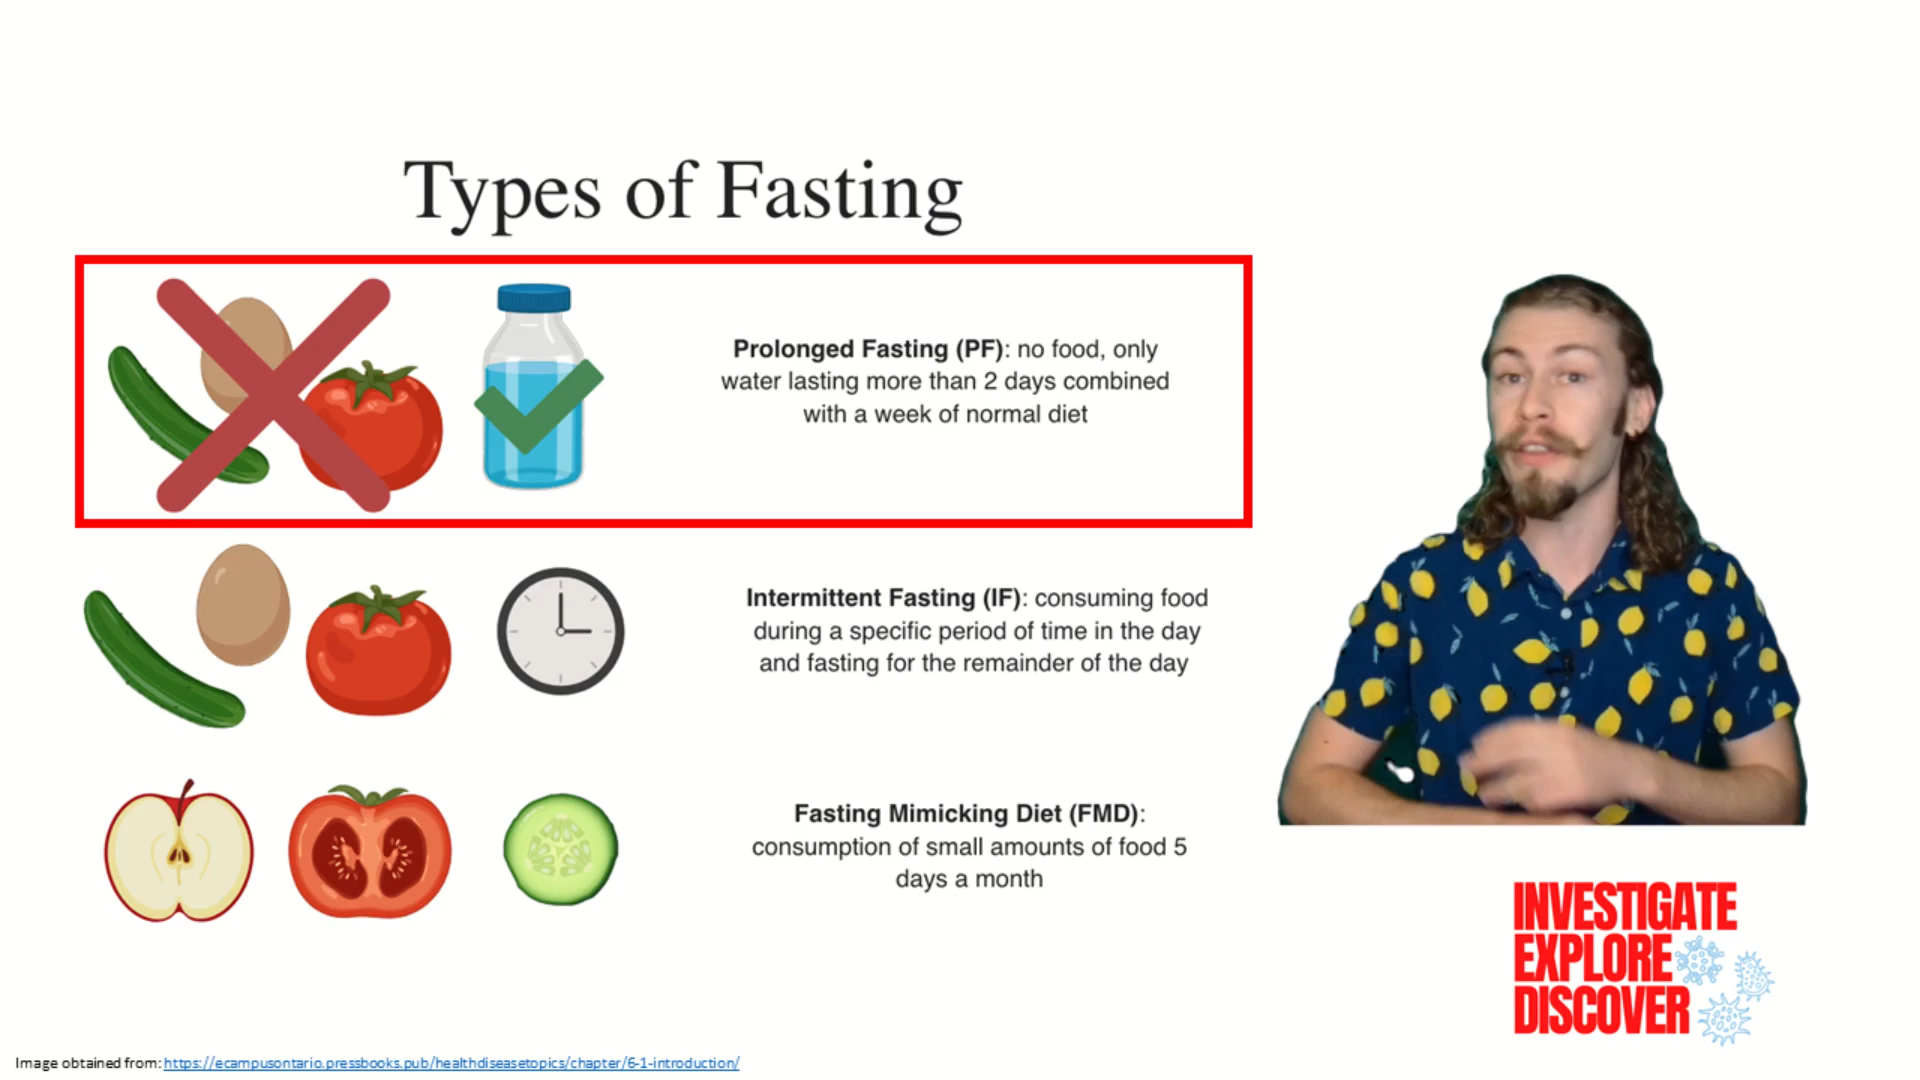 Types of Fasting
Prolonged Fasting (PF): no food, only
water lasting more than 2 days combined
with a week of normal diet
Intermittent Fasting (IF): consuming food
during a specific period of time in the day
and fasting for the remainder of the day
Fasting Mimicking Diet (FMD):
consumption of small amounts of food 5
days a month
INVESTIGATE
EXPLORE
DISCOVER
Image obtained from: https://ecampusontario.pressbooks.pub/healthdiseasetopics/chapter/6-1-introduction/